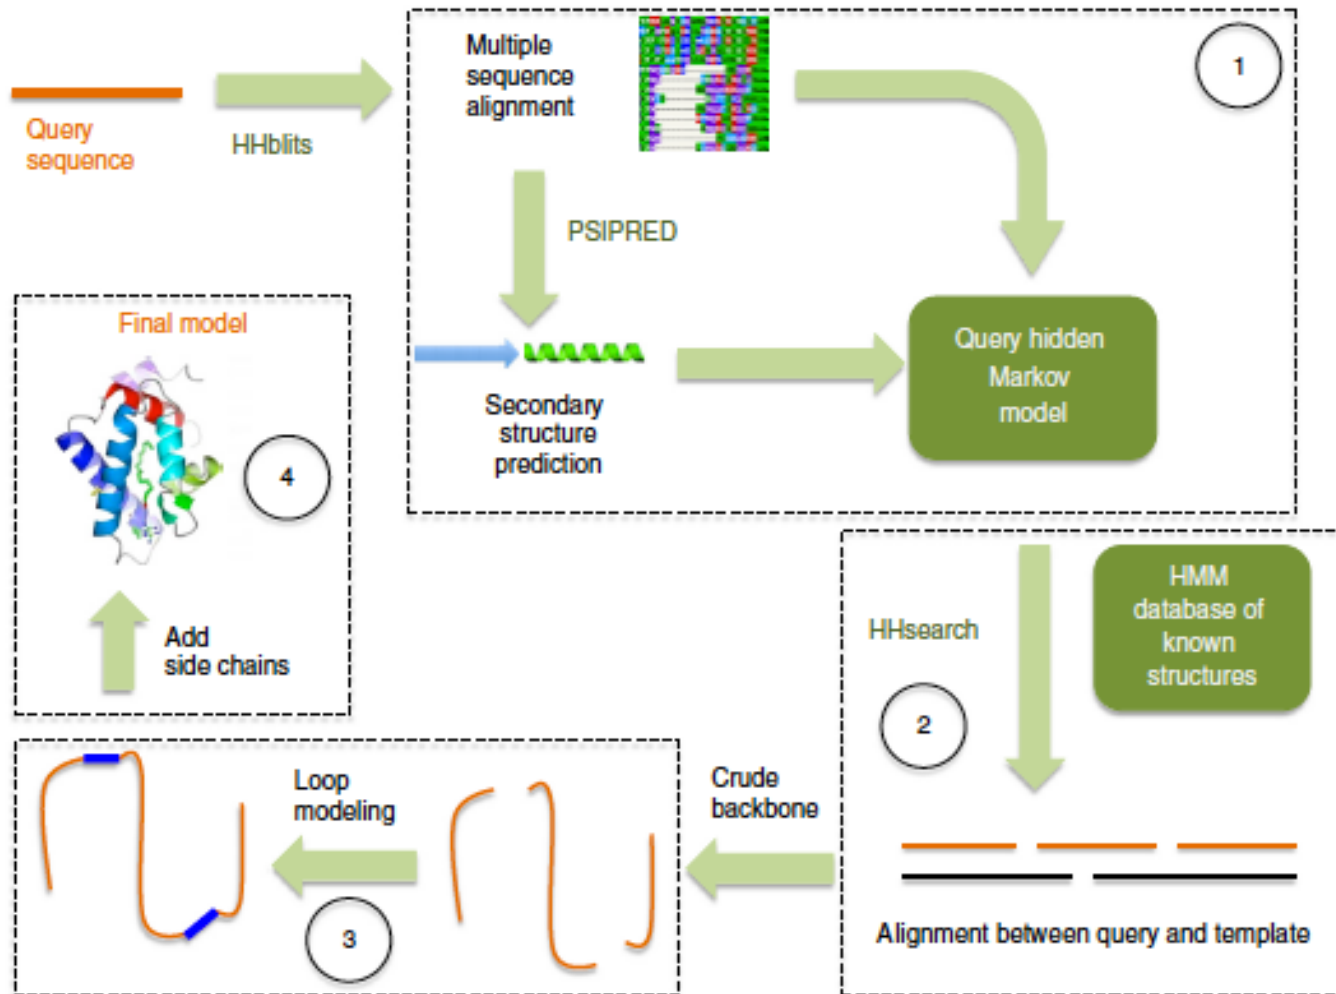 Query
sequence
HHblits
Multiple
sequence
alignment
1
PSIPRED
Secondary
structure
prediction
Query hidden
Markov
model
HHsearch
2
HMM
database of
known
structures
Alignment between query and template
Crude
backbone
Loop
modeling
3
Add
side chains
4
Final model